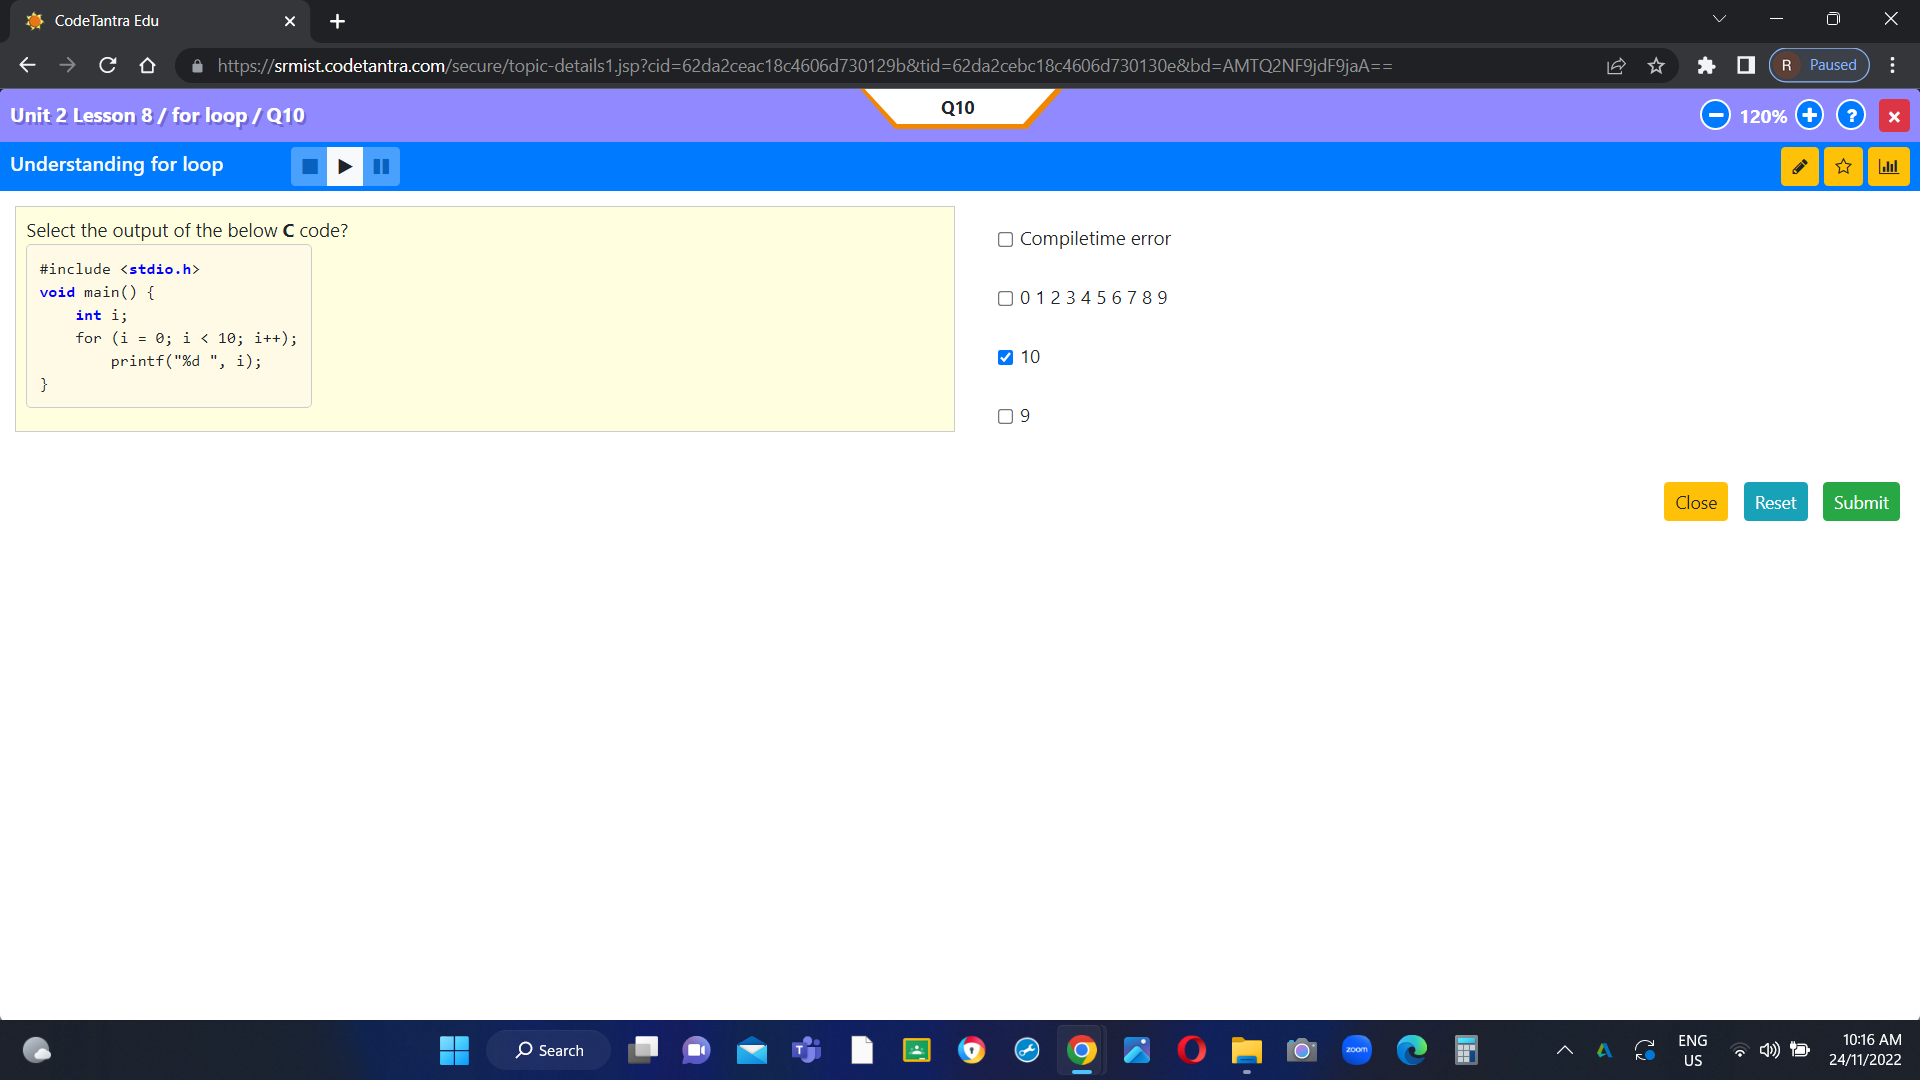 CodeTantra Edu
https://srmist.codetantra.com/secure/topic-details1.jsp?cid=62da2ceac18c4606d730129b&tid=62da2cebc18c4606d730130e&bd=AMTQ2NF9jdF9jaA==
R Paused
Unit 2 Lesson 8 / for loop / Q10
Q10
120%
?
Understanding for loop
Select the output of the below C code?
#include <stdio.h>
void main() {
int i;
for (i = 0; i < 10; i++);
printf("%d ", i);
}
Compiletime error
0 1 2 3 4 5 6 7 8 9
10
9
Close
Reset
Submit
Search
zoom
ENG
US
10:16 AM
24/11/2022